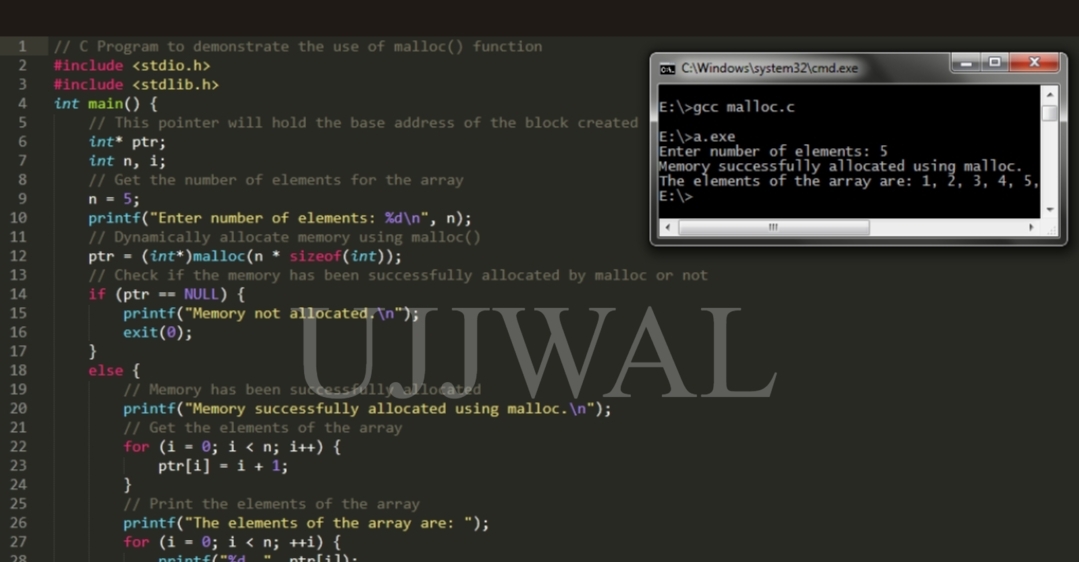 1 // C Program to demonstrate the use of malloc() function
2 #include <stdio.h>
3 #include <stdlib.h>
4 int main() {
5 // This pointer will hold the base address of the block created
6 int* ptr;
7 int n, i;
8 // Get the number of elements for the array
9 n = 5;
10 printf("Enter number of elements: %d\n", n);
11 // Dynamically allocate memory using malloc()
12 ptr = (int*)malloc(n * sizeof(int));
13 // Check if the memory has been successfully allocated by malloc or not
14 if (ptr == NULL) {
15 printf("Memory not allocated.\n");
16 exit(0);
17 }
18 else {
19 // Memory has been successfully allocated
20 printf("Memory successfully allocated using malloc.\n");
21 // Get the elements of the array
22 for (i = 0; i < n; i++) {
23 ptr[i] = i + 1;
24 }
25 // Print the elements of the array
26 printf("The elements of the array are: ");
27 for (i = 0; i < n; ++i) {
28 printf("%d, ", ptr[i]);
C:\Windows\system32\cmd.exe
E:\>gcc malloc.c
E:\>a.exe
Enter number of elements: 5
Memory successfully allocated using malloc.
The elements of the array are: 1, 2, 3, 4, 5,
E:\>
UJJWAL